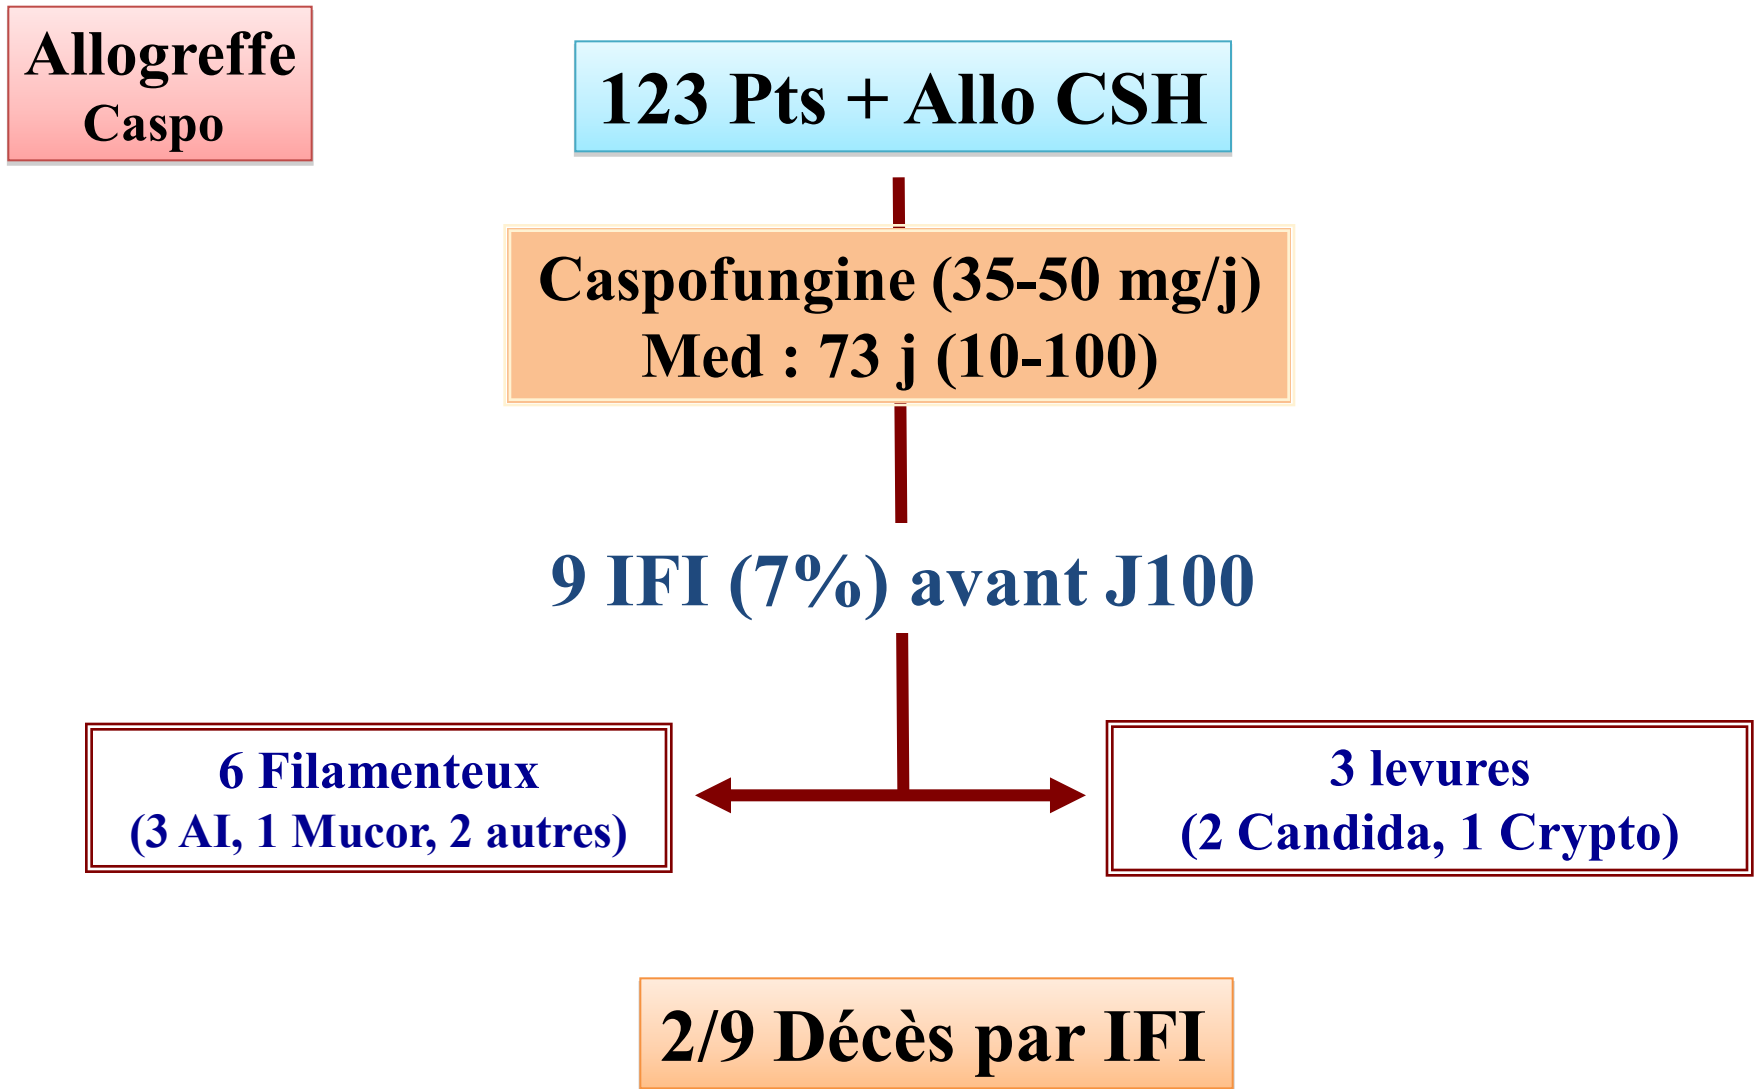 Allogreffe
Caspo
123 Pts + Allo CSH
Caspofungine (35-50 mg/j)
Med : 73 j (10-100)
9 IFI (7%) avant J100
6 Filamenteux
(3 AI, 1 Mucor, 2 autres)
3 levures
(2 Candida, 1 Crypto)
2/9 Décès par IFI